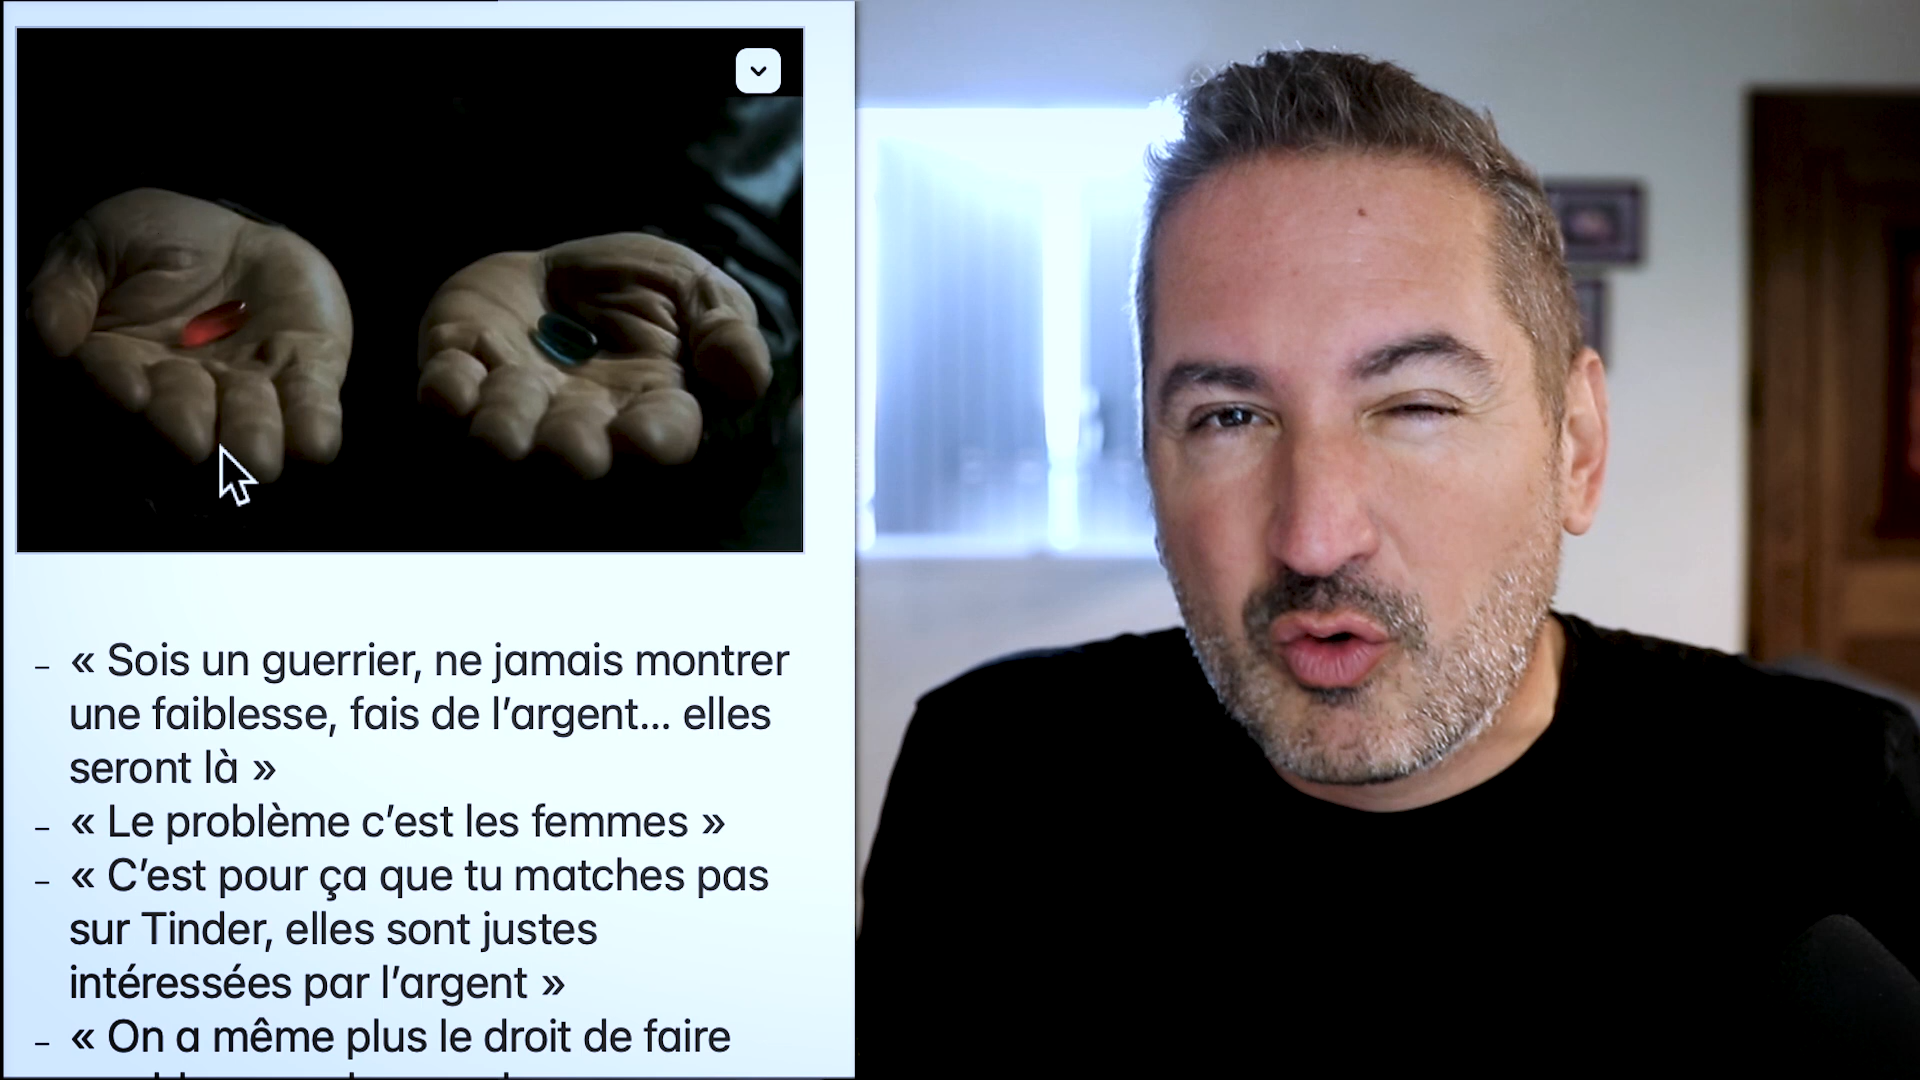 – « Sois un guerrier, ne jamais montrer
une faiblesse, fais de l’argent... elles
seront là »
– « Le problème c’est les femmes »
– « C’est pour ça que tu matches pas
sur Tinder, elles sont justes
intéressées par l’argent »
– « On a même plus le droit de faire